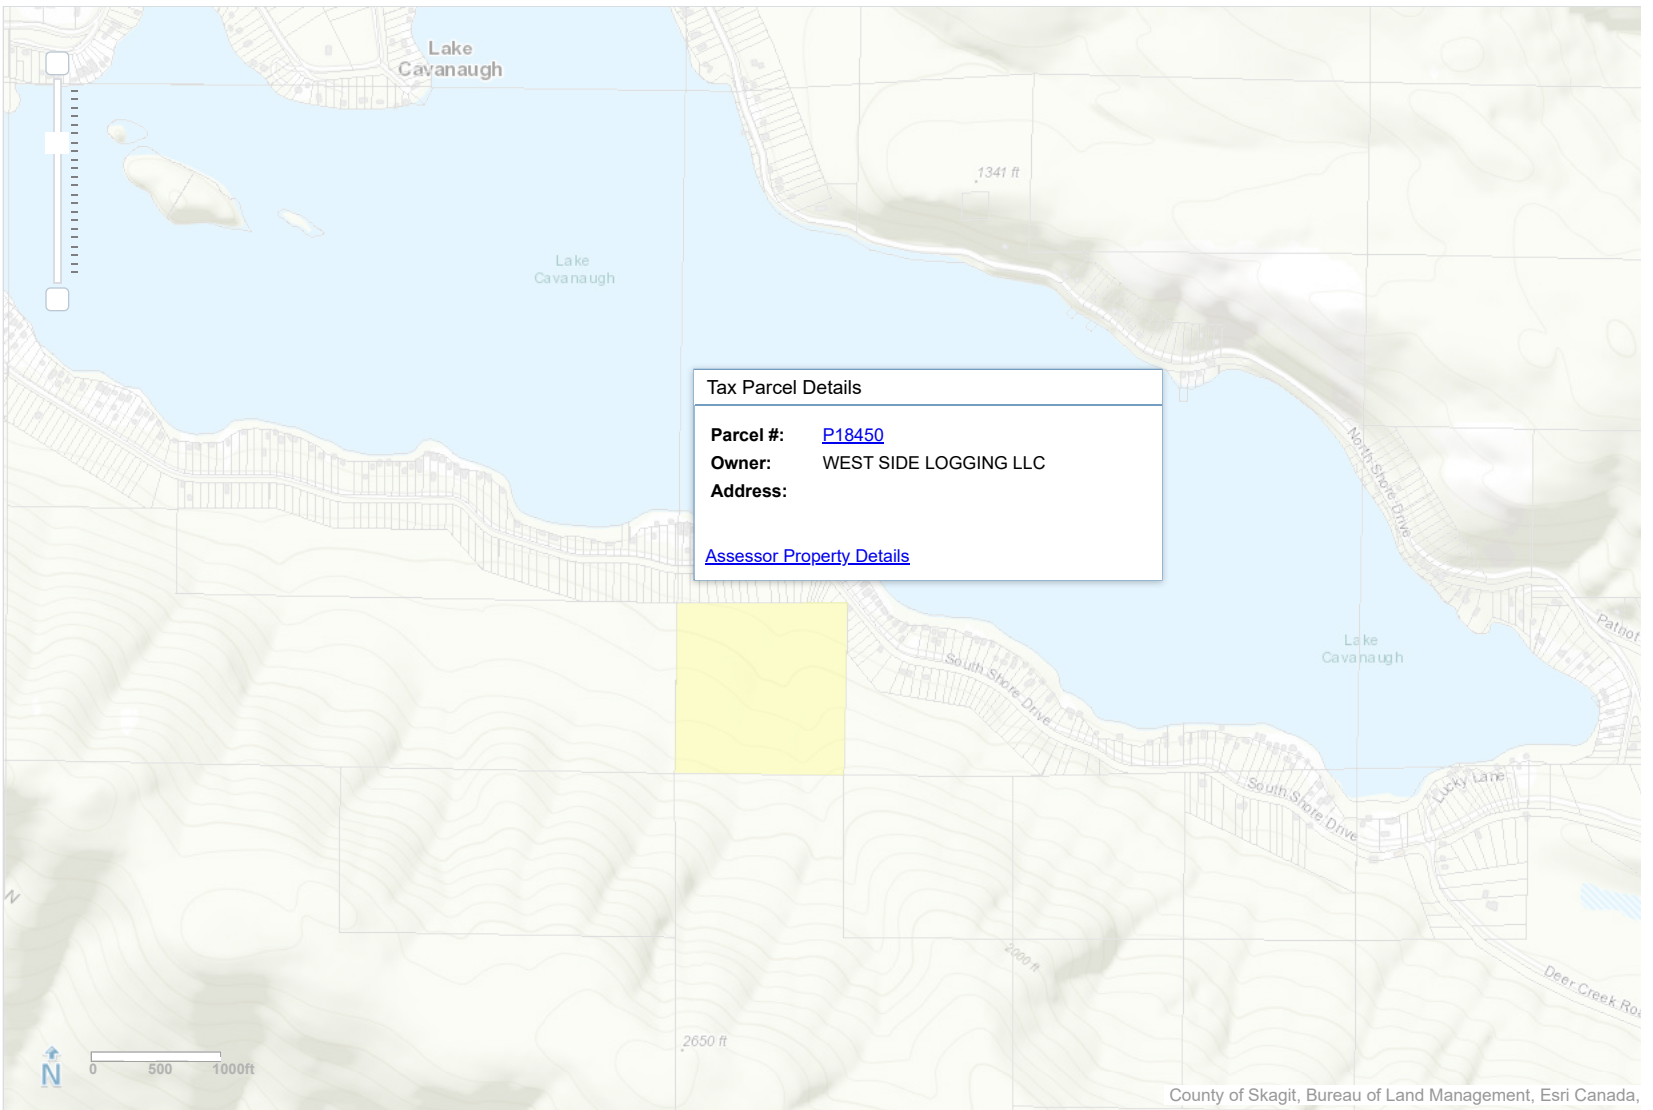 Lake
Cavanaugh
1341 ft
Lake
Cavanaugh
Tax Parcel Details
Parcel #: P18450
Owner: WEST SIDE LOGGING LLC
Address:
Assessor Property Details
North Shore Drive
Patnot
Lake
Cavanaugh
South Shore Drive
Lucky Lane
South Shore Drive
N
2000 ft
Deer Creek Roa
2650 ft
N
0 500 1000ft
County of Skagit, Bureau of Land Management, Esri Canada,